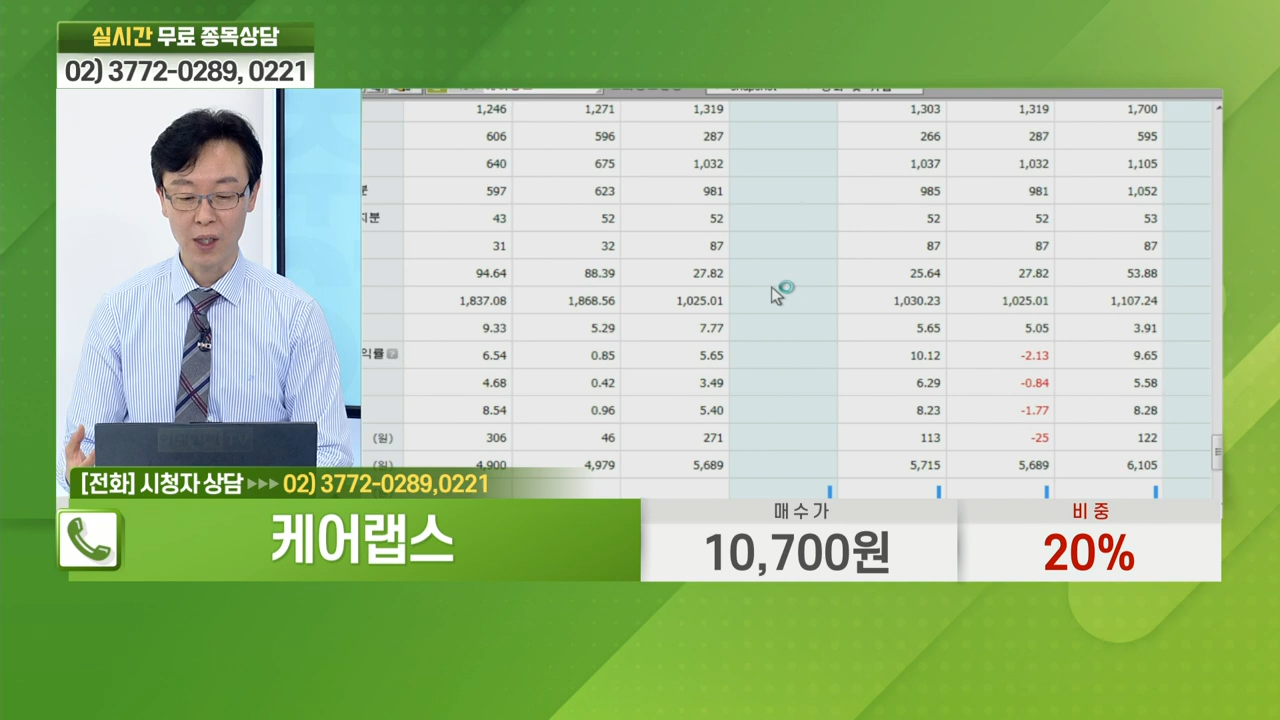 실시간 무료 종목상담
02) 3772-0289, 0221
1,246 1,271 1,319 1,303 1,319 1,700
606 596 287 266 287 595
640 675 1,032 1,037 1,032 1,105
597 623 981 985 981 1,052
지분 43 52 52 52 52 53
31 32 87 87 87 87
94.64 88.39 27.82 25.64 27.82 53.88
1,837.08 1,868.56 1,025.01 1,030.23 1,025.01 1,107.24
9.33 5.29 7.77 5.65 5.05 3.91
익률 ? 6.54 0.85 5.65 10.12 -2.13 9.65
4.68 0.42 3.49 6.29 -0.84 5.58
8.54 0.96 5.40 8.23 -1.77 8.28
(원) 306 46 271 113 -25 122
(원) 4,900 4,979 5,689 5,715 5,689 6,105
[전화] 시청자 상담 ▶▶▶ 02) 3772-0289,0221
케어랩스
매수가
10,700원
비중
20%